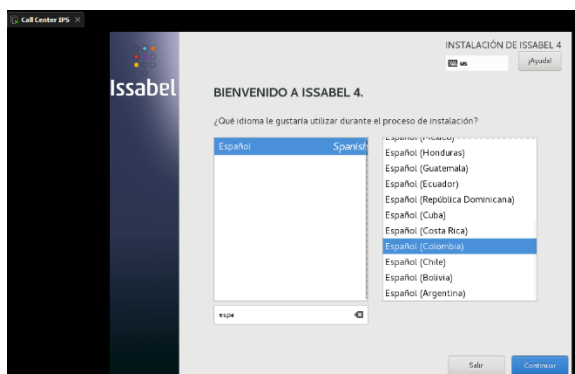 Call Center IPS
INSTALACIÓN DE ISSABEL 4
us
¡Ayuda!
Issabel
BIENVENIDO A ISSABEL 4.
¿Qué idioma le gustaría utilizar durante el proceso de instalación?
Español Spanish
Español (México)
Español (Honduras)
Español (Guatemala)
Español (Ecuador)
Español (República Dominicana)
Español (Cuba)
Español (Costa Rica)
Español (Colombia)
Español (Chile)
Español (Bolivia)
Español (Argentina)
espa
Salir
Continuar